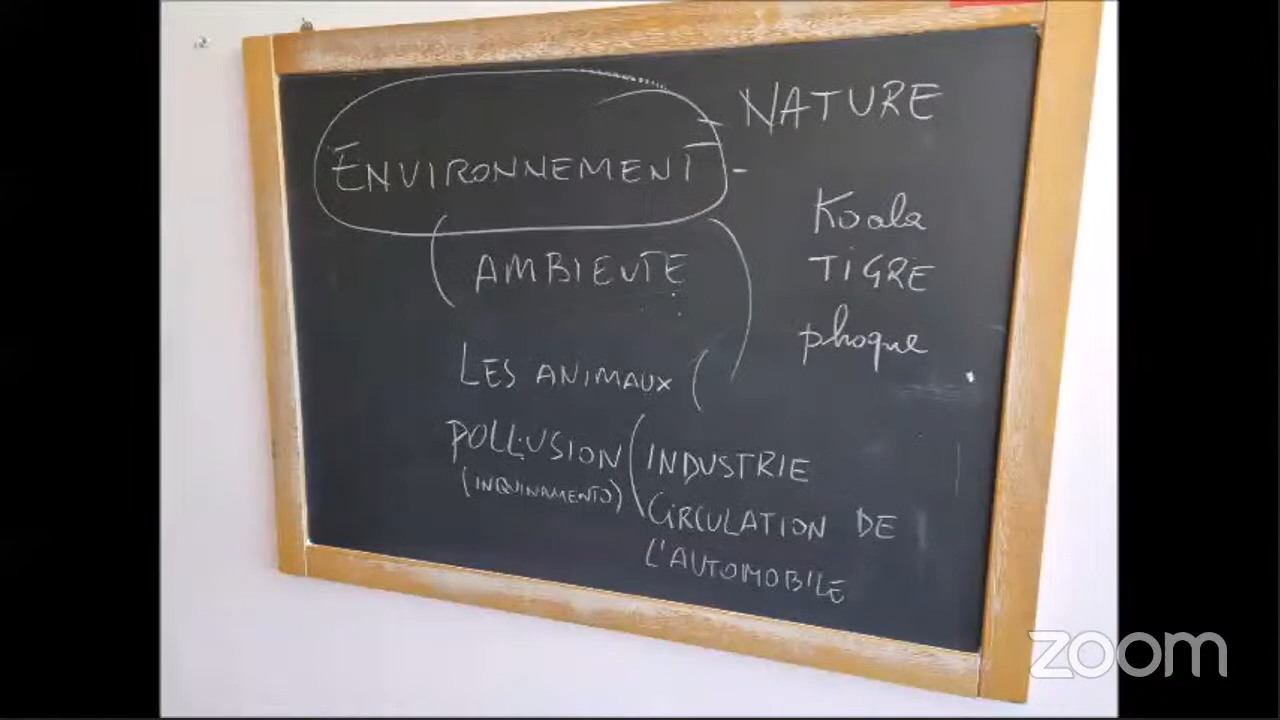 NATURE
ENVIRONNEMENT
Koala
AMBIENTE
TIGRE
phoque
LES ANIMAUX
POLLUSION
INDUSTRIE
(INQUINAMENTO)
CIRCULATION DE
L'AUTOMOBILE
zoom